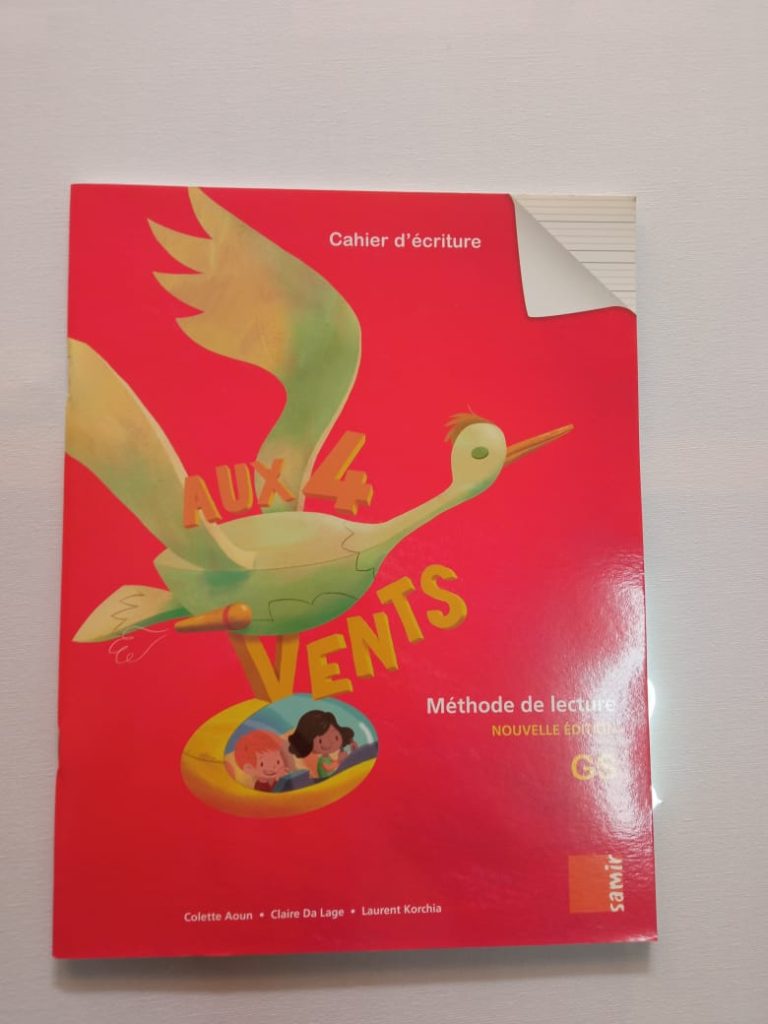 Cahier d'écriture
AUX 4
VENTS
Méthode de lecture
NOUVELLE ÉDITION
GS
samir
Colette Aoun • Claire Da Lage • Laurent Korchia